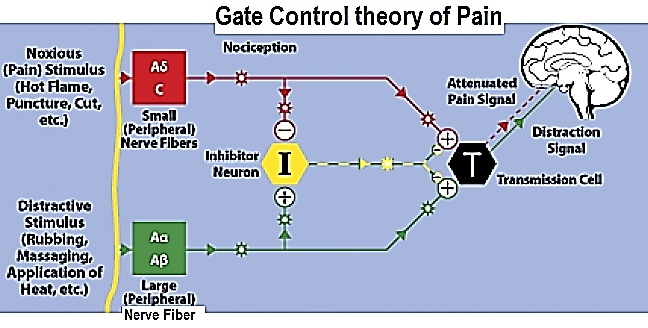 Gate Control theory of Pain
Noxious
(Pain) Stimulus
(Hot Flame,
Puncture, Cut,
etc.)
Aδ
C
Small
(Peripheral)
Nerve Fibers
Nociception
−
Inhibitor
Neuron
I
+
+
−
−
+
T
Transmission Cell
Attenuated
Pain Signal
Distraction
Signal
Distractive
Stimulus
(Rubbing,
Massaging,
Application of
Heat, etc.)
Aα
Aβ
Large
(Peripheral)
Nerve Fiber